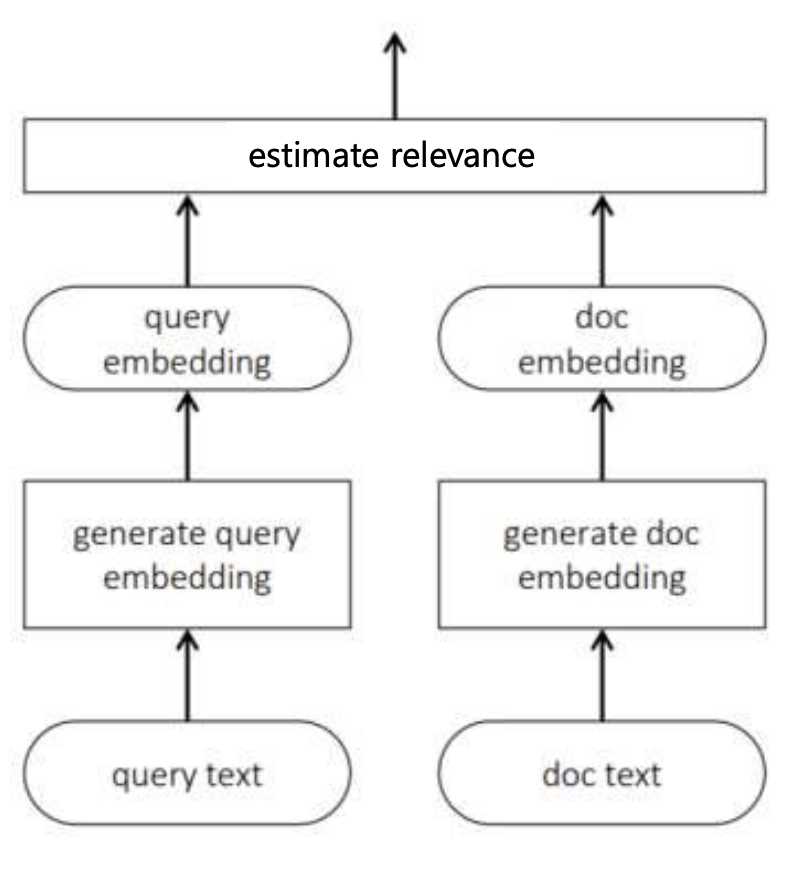 estimate relevance
query
embedding
doc
embedding
generate query
embedding
generate doc
embedding
query text
doc text